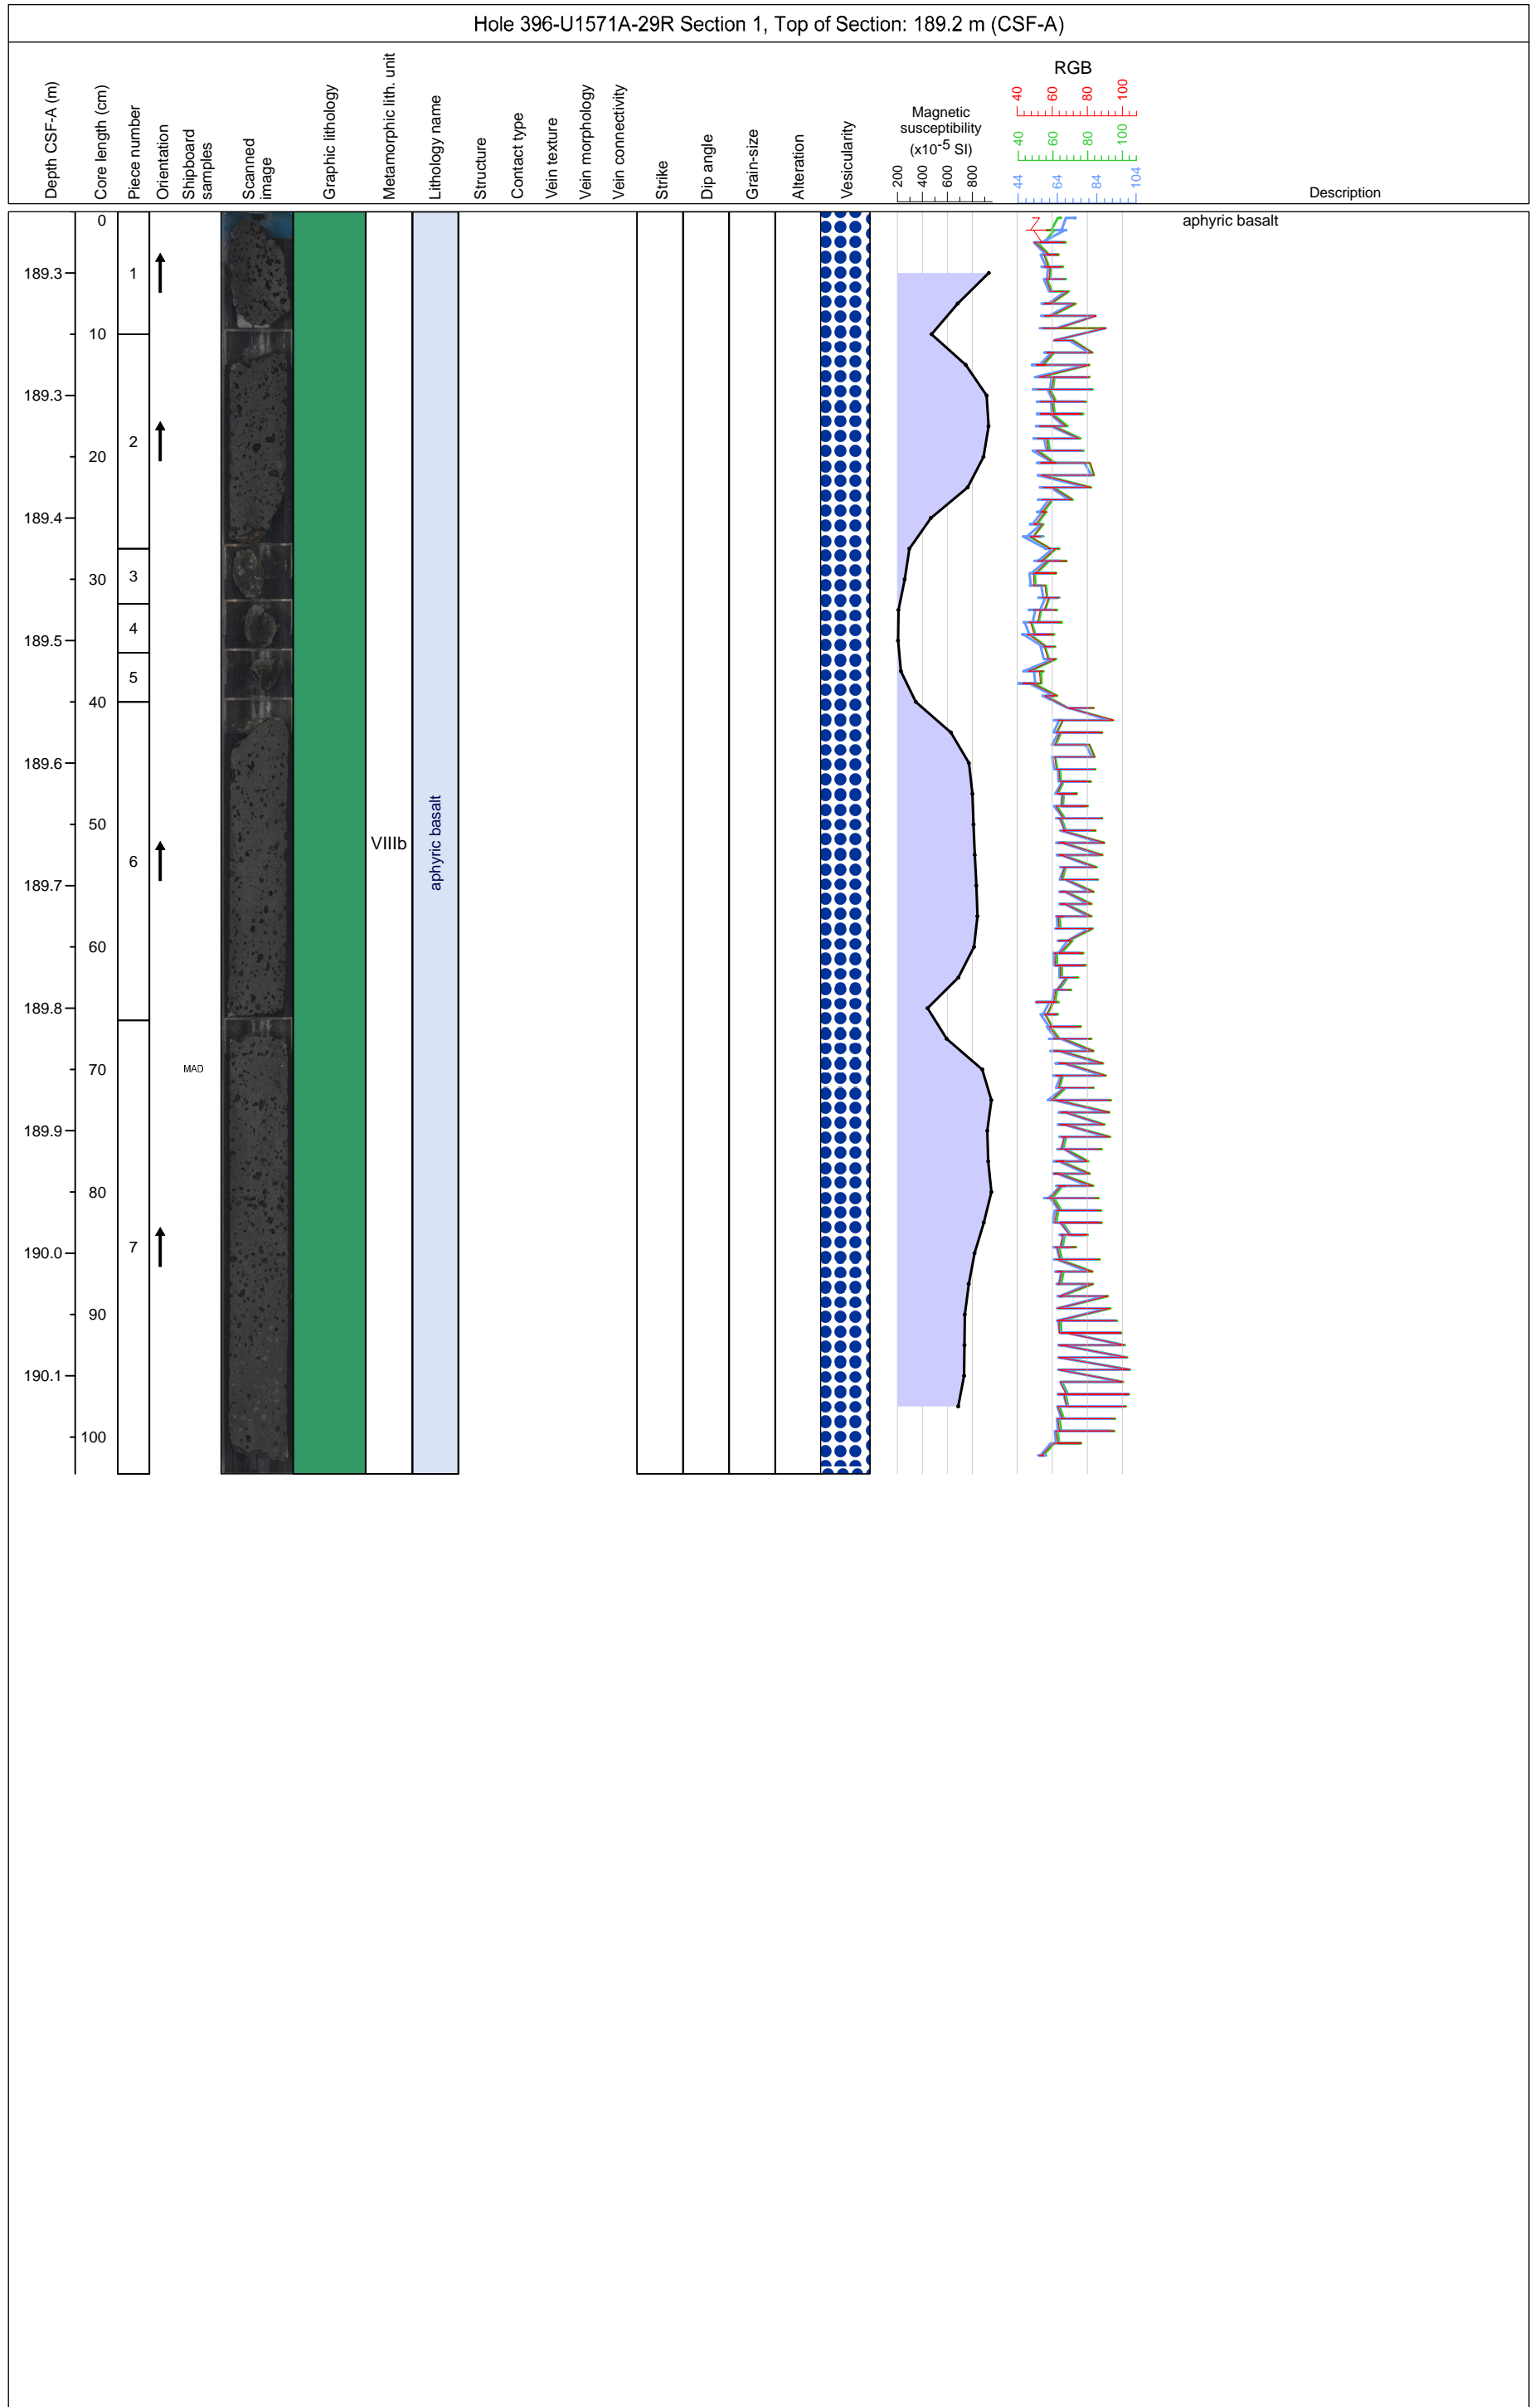 Hole 396-U1571A-29R Section 1, Top of Section: 189.2 m (CSF-A)
Depth CSF-A (m)
Core length (cm)
Piece number
Orientation
Shipboard
samples
Scanned
image
Graphic lithology
Metamorphic lith. unit
Lithology name
Structure
Contact type
Vein texture
Vein morphology
Vein connectivity
Strike
Dip angle
Grain-size
Alteration
Vesicularity
Magnetic
susceptibility
(x10-5 SI)
200 400 600 800
RGB
40 60 80 100
40 60 80 100
44 64 84 104
Description
0
aphyric basalt
189.3
1
10
189.3
2
20
189.4
3
30
4
189.5
5
40
189.6
50
VIIIb
aphyric basalt
6
189.7
60
189.8
70
MAD
189.9
80
7
190.0
90
190.1
100